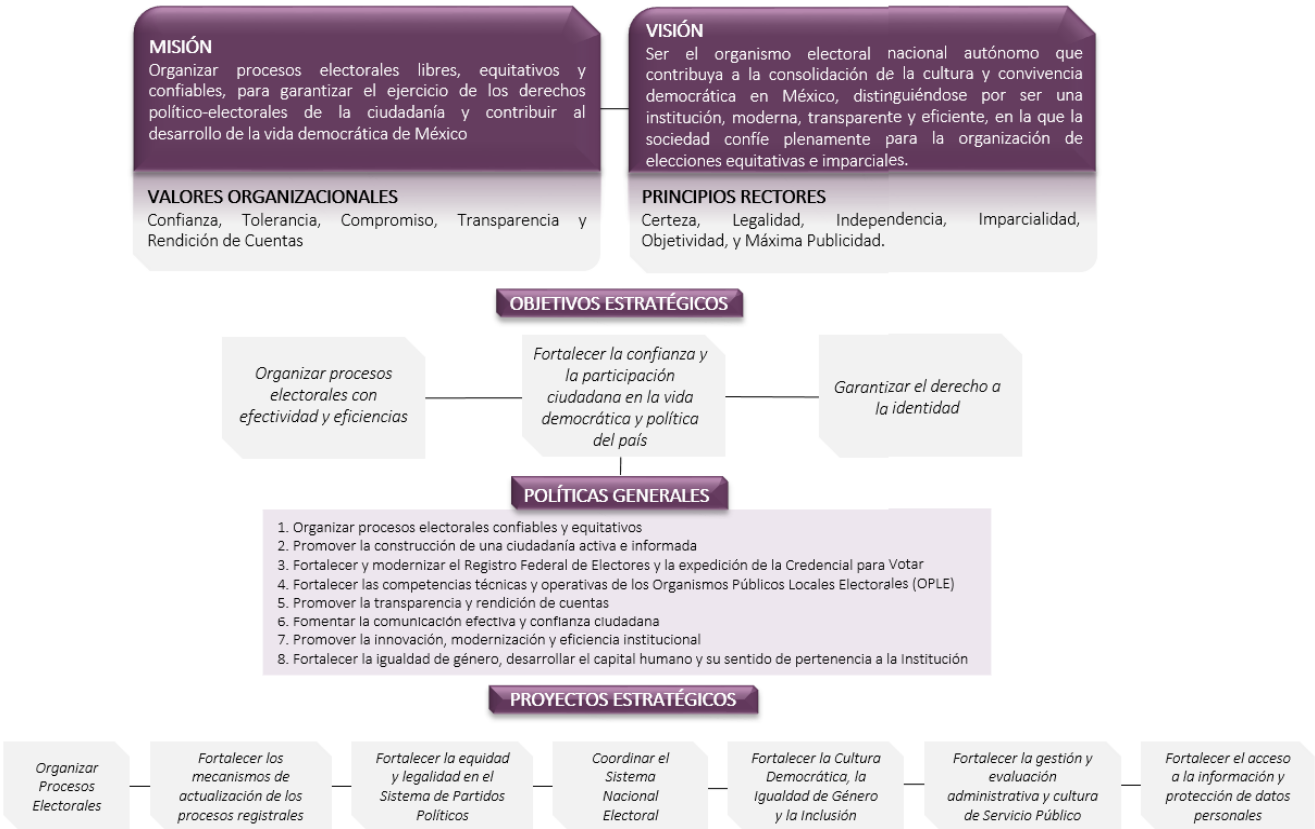 MISIÓN
Organizar procesos electorales libres, equitativos y
confiables, para garantizar el ejercicio de los derechos
político-electorales de la ciudadanía y contribuir al
desarrollo de la vida democrática de México
VISIÓN
Ser el organismo electoral nacional autónomo que
contribuya a la consolidación de la cultura y convivencia
democrática en México, distinguiéndose por ser una
institución, moderna, transparente y eficiente, en la que la
sociedad confíe plenamente para la organización de
elecciones equitativas e imparciales.
VALORES ORGANIZACIONALES
Confianza, Tolerancia, Compromiso, Transparencia y
Rendición de Cuentas
PRINCIPIOS RECTORES
Certeza, Legalidad, Independencia, Imparcialidad,
Objetividad, y Máxima Publicidad.
OBJETIVOS ESTRATÉGICOS
Organizar procesos
electorales con
efectividad y eficiencias
Fortalecer la confianza y
la participación
ciudadana en la vida
democrática y política
del país
Garantizar el derecho a
la identidad
POLÍTICAS GENERALES
1. Organizar procesos electorales confiables y equitativos
2. Promover la construcción de una ciudadanía activa e informada
3. Fortalecer y modernizar el Registro Federal de Electores y la expedición de la Credencial para Votar
4. Fortalecer las competencias técnicas y operativas de los Organismos Públicos Locales Electorales (OPLE)
5. Promover la transparencia y rendición de cuentas
6. Fomentar la comunicación efectiva y confianza ciudadana
7. Promover la innovación, modernización y eficiencia institucional
8. Fortalecer la igualdad de género, desarrollar el capital humano y su sentido de pertenencia a la Institución
PROYECTOS ESTRATÉGICOS
Organizar
Procesos
Electorales
Fortalecer los
mecanismos de
actualización de los
procesos registrales
Fortalecer la equidad
y legalidad en el
Sistema de Partidos
Políticos
Coordinar el
Sistema
Nacional
Electoral
Fortalecer la Cultura
Democrática, la
Igualdad de Género
y la Inclusión
Fortalecer la gestión y
evaluación
administrativa y cultura
de Servicio Público
Fortalecer el acceso
a la información y
protección de datos
personales